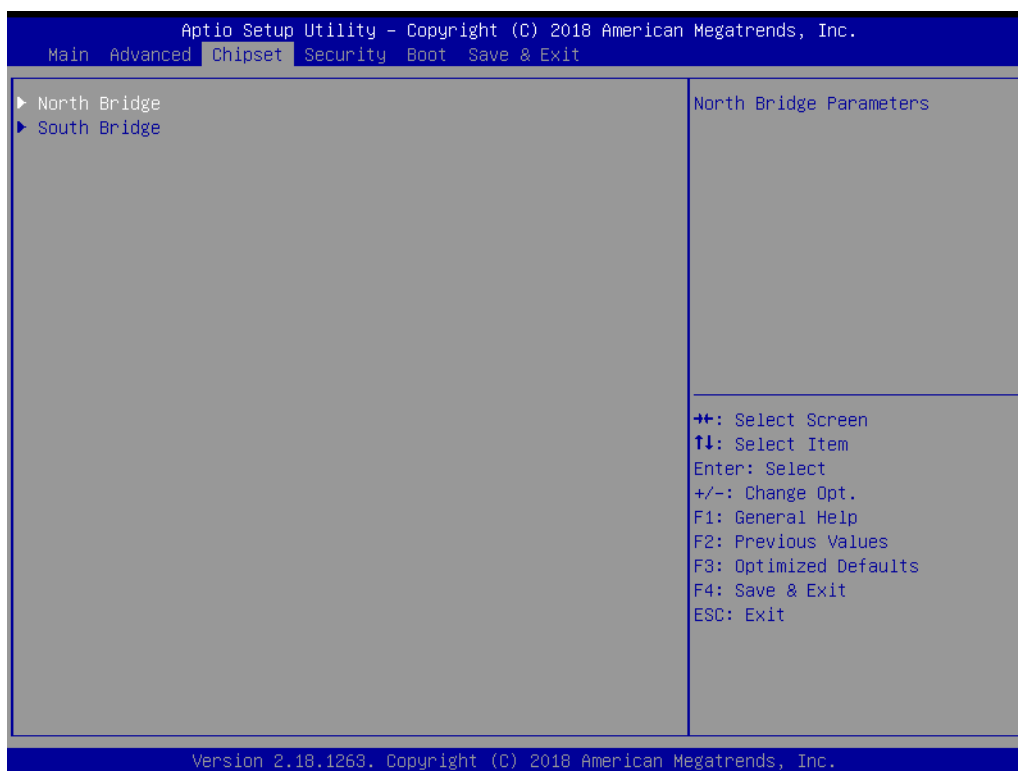 Aptio Setup Utility – Copyright (C) 2018 American Megatrends, Inc.
Main Advanced Chipset Security Boot Save & Exit
North Bridge
South Bridge
North Bridge Parameters
→←: Select Screen
↑↓: Select Item
Enter: Select
+/-: Change Opt.
F1: General Help
F2: Previous Values
F3: Optimized Defaults
F4: Save & Exit
ESC: Exit
Version 2.18.1263. Copyright (C) 2018 American Megatrends, Inc.